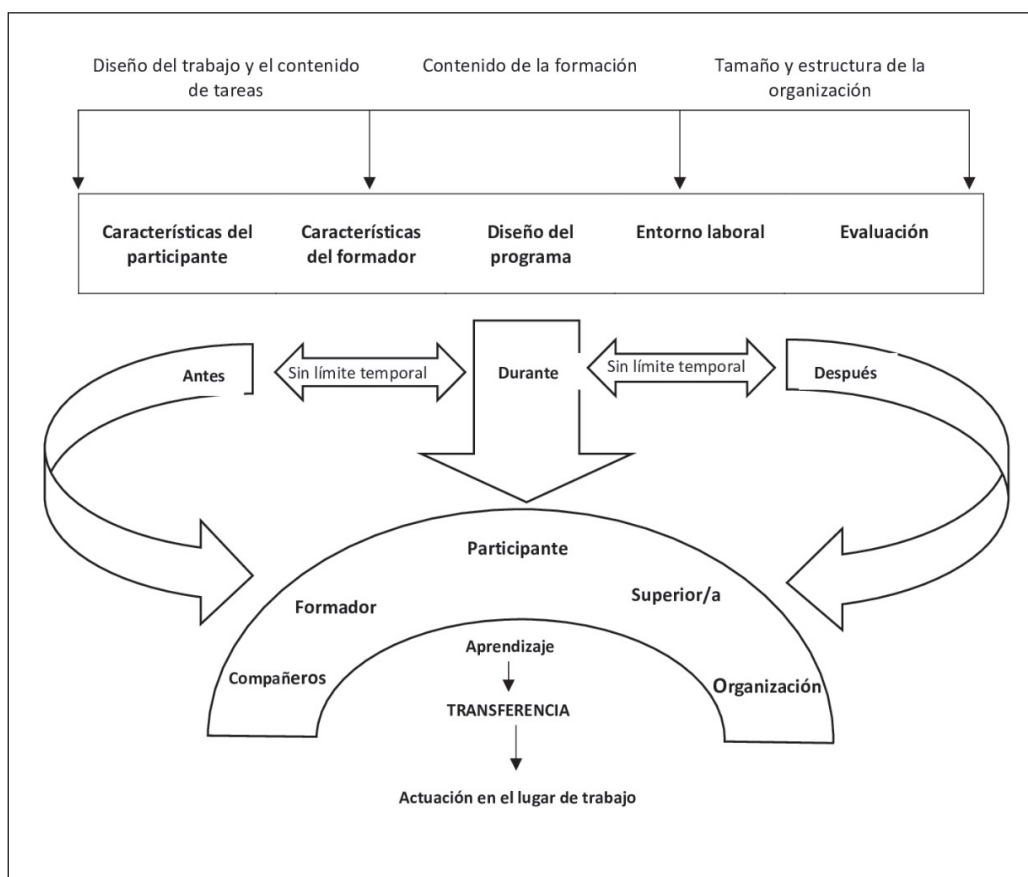 Diseño del trabajo y el contenido
de tareas
Contenido de la formación
Tamaño y estructura de la
organización
Características del
participante
Características
del formador
Diseño del
programa
Entorno laboral
Evaluación
Antes
Sin límite temporal
Durante
Sin límite temporal
Después
Participante
Formador
Superior/a
Compañeros
Organización
Aprendizaje
TRANSFERENCIA
Actuación en el lugar de trabajo